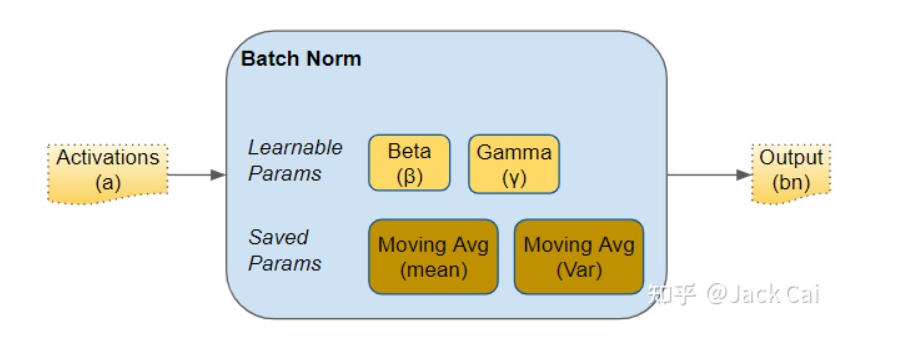 Batch Norm
Activations
(a)
Learnable
Params
Beta
(β)
Gamma
(γ)
Output
(bn)
Saved
Params
Moving Avg
(mean)
Moving Avg
(Var)
知乎 @Jack Cai